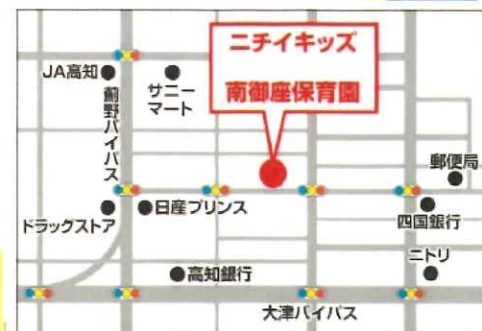 ニチイキッズ
南御座保育園
JA高知
サニー
マート
薊野バイパス
郵便局
ドラッグストア
日産プリンス
四国銀行
ニトリ
高知銀行
大津バイパス